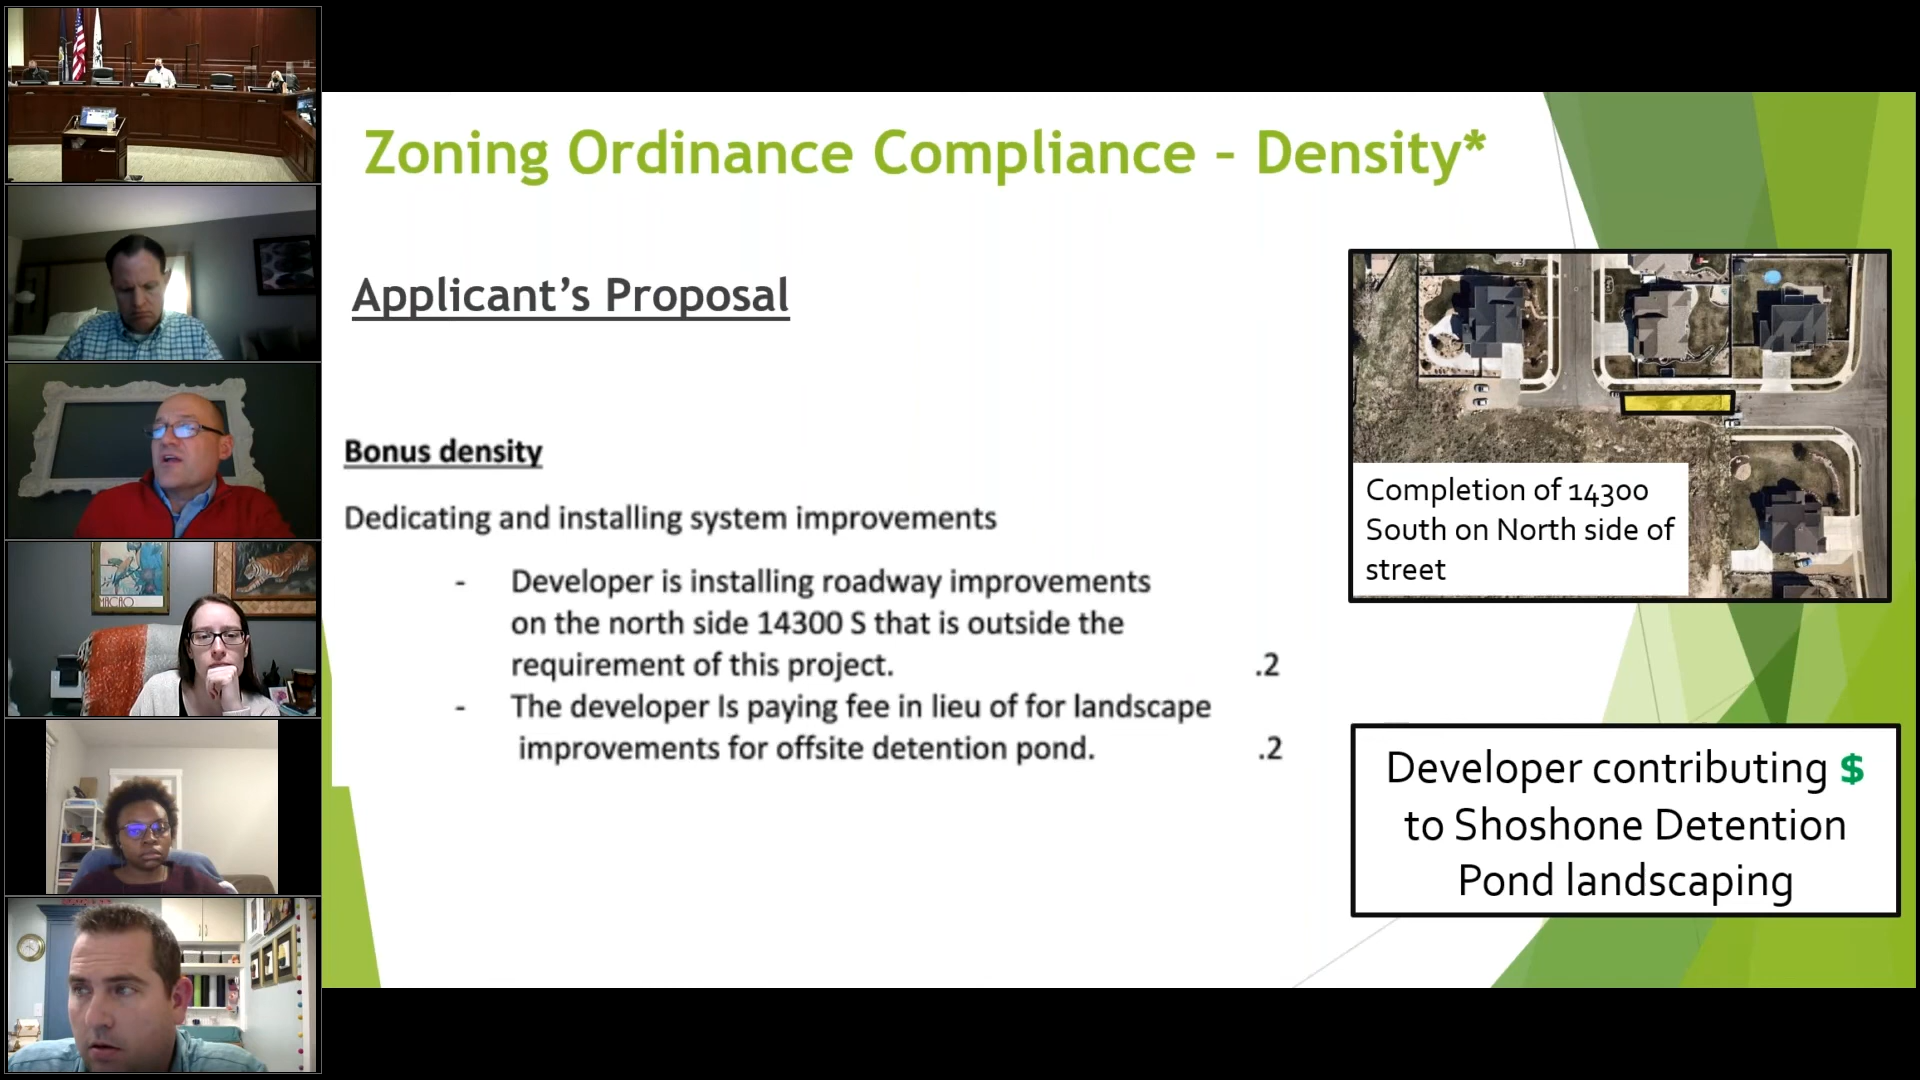 Zoning Ordinance Compliance – Density*
Applicant's Proposal
Bonus density
Dedicating and installing system improvements
- Developer is installing roadway improvements
on the north side 14300 S that is outside the
requirement of this project. .2
- The developer Is paying fee in lieu of for landscape
improvements for offsite detention pond. .2
Completion of 14300
South on North side of
street
Developer contributing $
to Shoshone Detention
Pond landscaping
MACAO